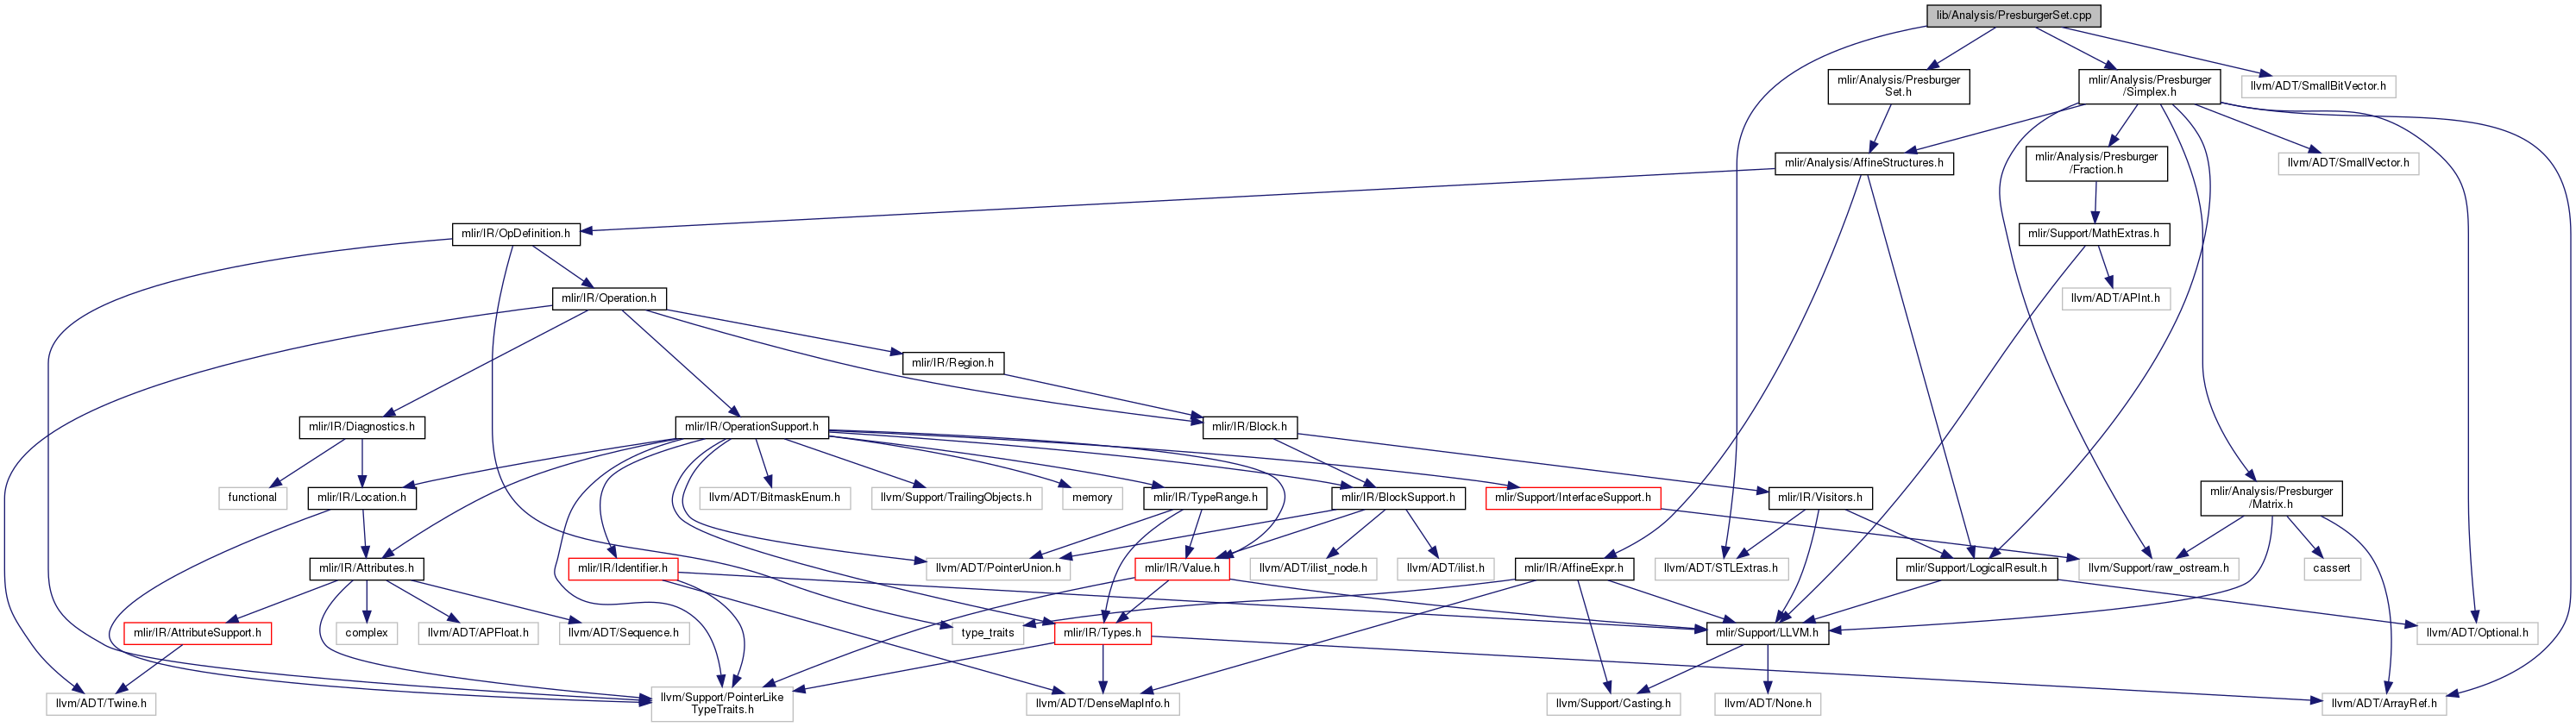 lib/Analysis/PresburgerSet.cpp
mlir/Analysis/Presburger
Set.h
mlir/Analysis/Presburger
/Simplex.h
llvm/ADT/SmallBitVector.h
mlir/Analysis/AffineStructures.h
mlir/Analysis/Presburger
/Fraction.h
llvm/ADT/SmallVector.h
mlir/IR/OpDefinition.h
mlir/Support/MathExtras.h
mlir/IR/Operation.h
llvm/ADT/APInt.h
mlir/IR/Region.h
mlir/IR/Diagnostics.h
mlir/IR/OperationSupport.h
mlir/IR/Block.h
functional
mlir/IR/Location.h
llvm/ADT/BitmaskEnum.h
llvm/Support/TrailingObjects.h
memory
mlir/IR/TypeRange.h
mlir/IR/BlockSupport.h
mlir/Support/InterfaceSupport.h
mlir/IR/Visitors.h
mlir/Analysis/Presburger
/Matrix.h
mlir/IR/Attributes.h
mlir/IR/Identifier.h
llvm/ADT/PointerUnion.h
mlir/IR/Value.h
llvm/ADT/ilist_node.h
llvm/ADT/ilist.h
mlir/IR/AffineExpr.h
llvm/ADT/STLExtras.h
mlir/Support/LogicalResult.h
llvm/Support/raw_ostream.h
cassert
mlir/IR/AttributeSupport.h
complex
llvm/ADT/APFloat.h
llvm/ADT/Sequence.h
type_traits
mlir/IR/Types.h
mlir/Support/LLVM.h
llvm/ADT/Optional.h
llvm/ADT/Twine.h
llvm/Support/PointerLike
TypeTraits.h
llvm/ADT/DenseMapInfo.h
llvm/Support/Casting.h
llvm/ADT/None.h
llvm/ADT/ArrayRef.h